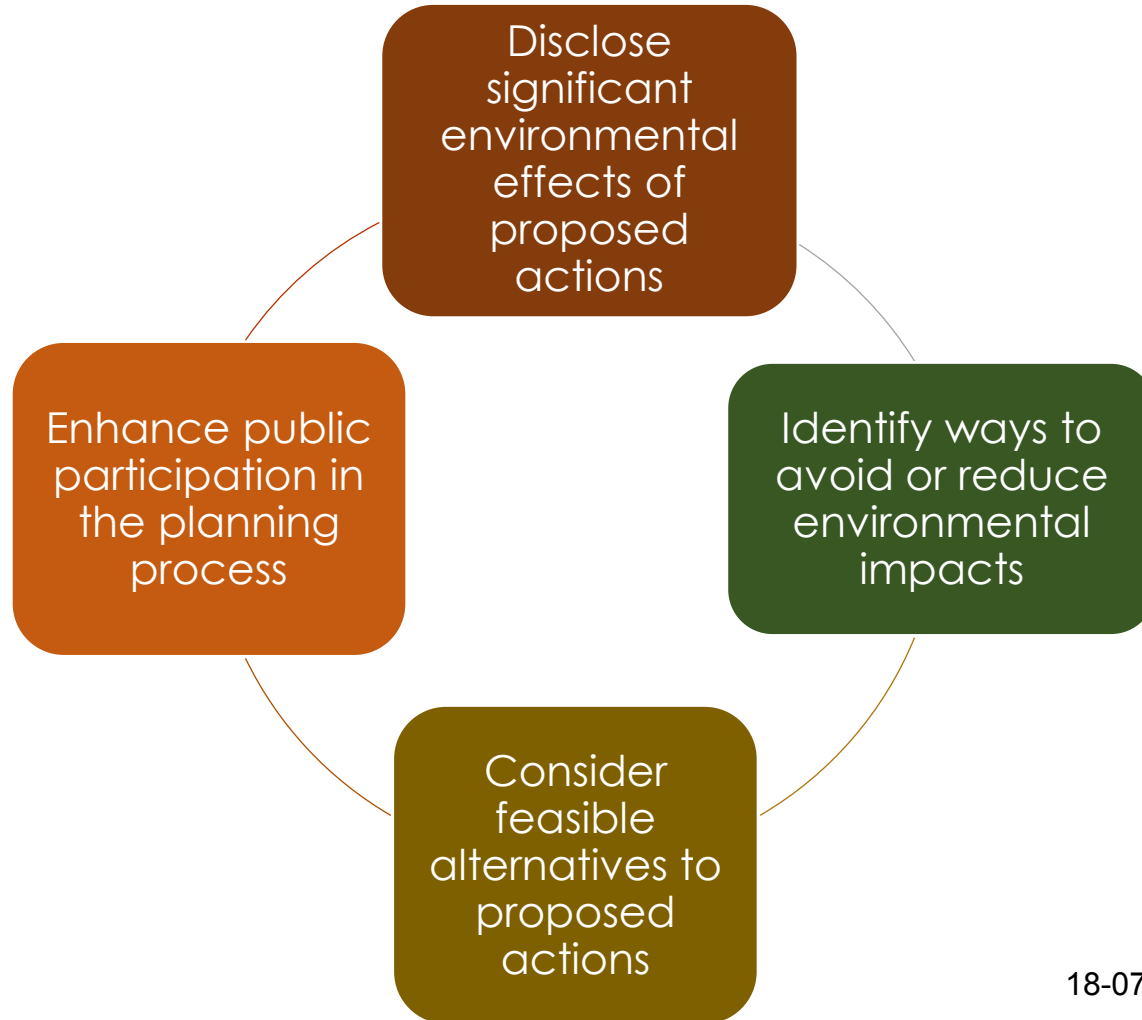 Disclose
significant
environmental
effects of
proposed
actions
Identify ways to
avoid or reduce
environmental
impacts
Consider
feasible
alternatives to
proposed
actions
Enhance public
participation in
the planning
process
18-07